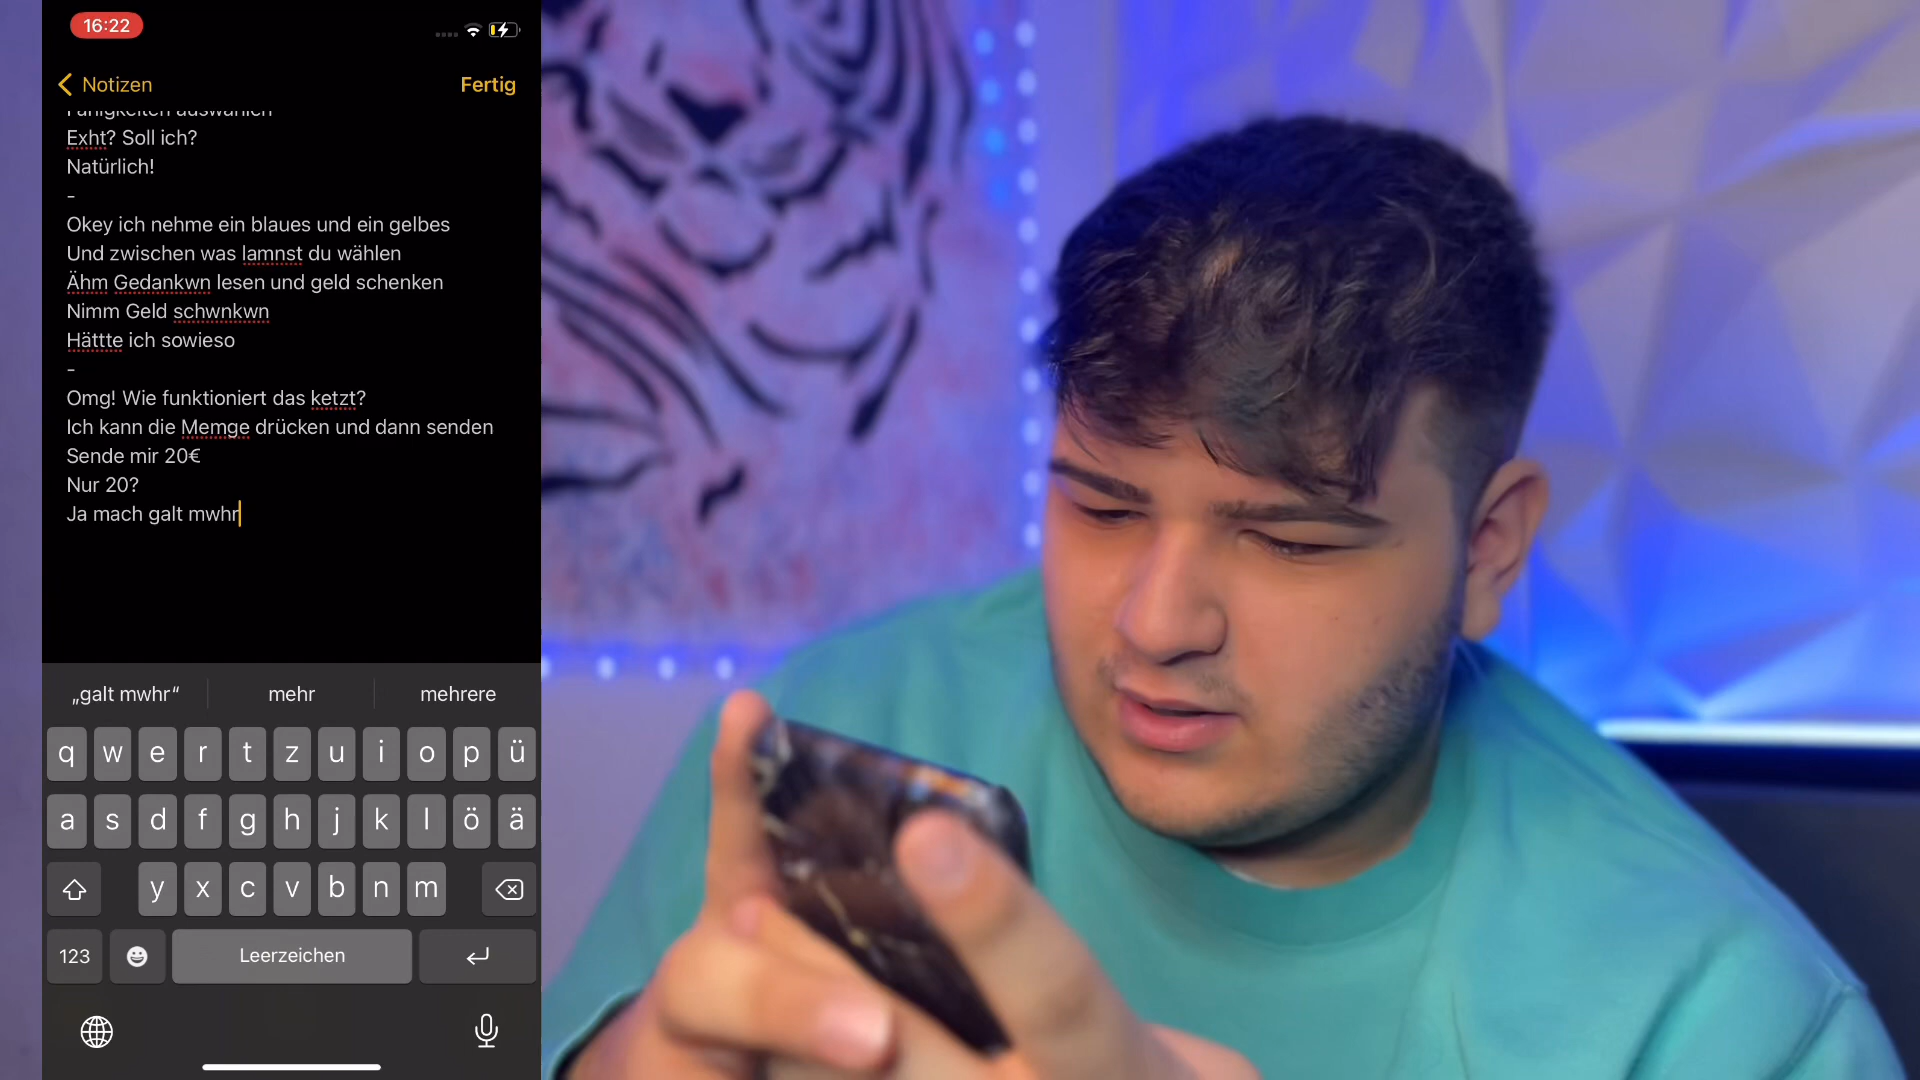 16:22
Notizen
Fertig
Fähigkeiten auswählen
Exht? Soll ich?
Natürlich!
-
Okey ich nehme ein blaues und ein gelbes
Und zwischen was lamnst du wählen
Ähm Gedankwn lesen und geld schenken
Nimm Geld schwnkwn
Hättte ich sowieso
-
Omg! Wie funktioniert das ketzt?
Ich kann die Memge drücken und dann senden
Sende mir 20€
Nur 20?
Ja mach galt mwhr
„galt mwhr“ mehr mehrere
q w e r t z u i o p ü
a s d f g h j k l ö ä
y x c v b n m
123 Leerzeichen